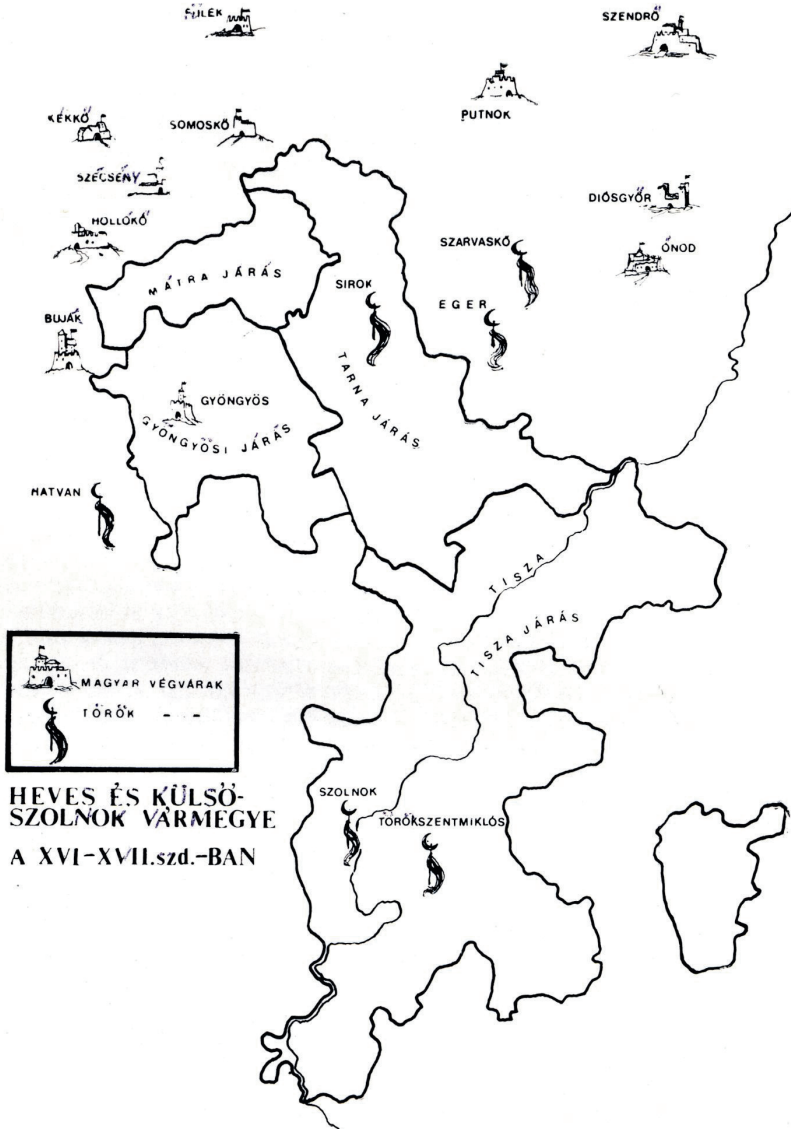 FÜLEK
SZENDRŐ
PUTNOK
KÉKKŐ
SOMOSKŐ
SZÉCSÉNY
DIÓSGYŐR
HOLLÓKŐ
SZARVASKŐ
ÓNOD
MÁTRA JÁRÁS
SIROK
EGER
BUJÁK
TARNA JÁRÁS
GYÖNGYÖS
GYÖNGYÖSI JÁRÁS
HATVAN
TISZA
TISZA JÁRÁS
MAGYAR VÉGVÁRAK
TÖRÖK - -
HEVES ÉS KÜLSŐ-
SZOLNOK VÁRMEGYE
A XVI-XVII.szd.-BAN
SZOLNOK
TÖRÖKSZENTMIKLÓS